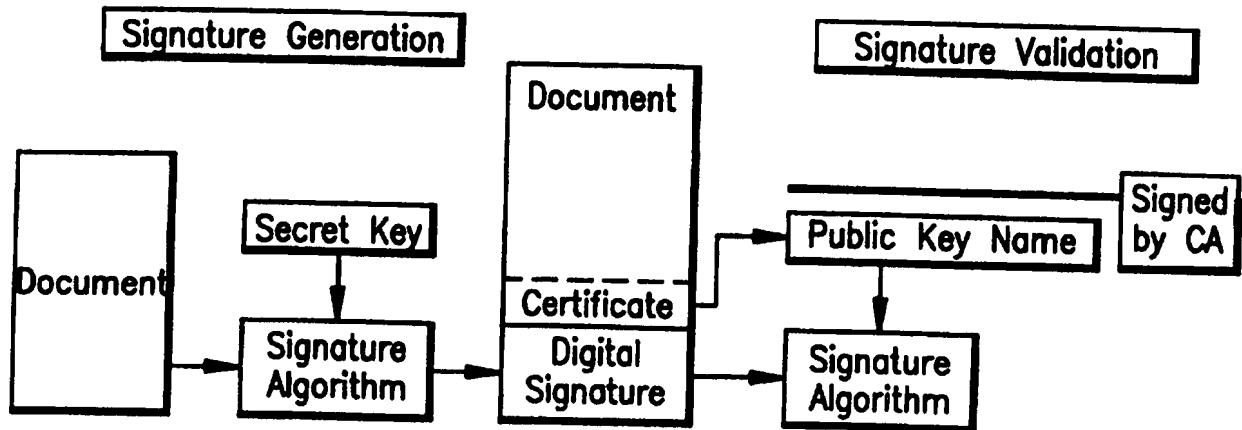 Signature Generation
Signature Validation
Document
Secret Key
Signature
Algorithm
Document
Certificate
Digital
Signature
Public Key Name
Signed
by CA
Signature
Algorithm